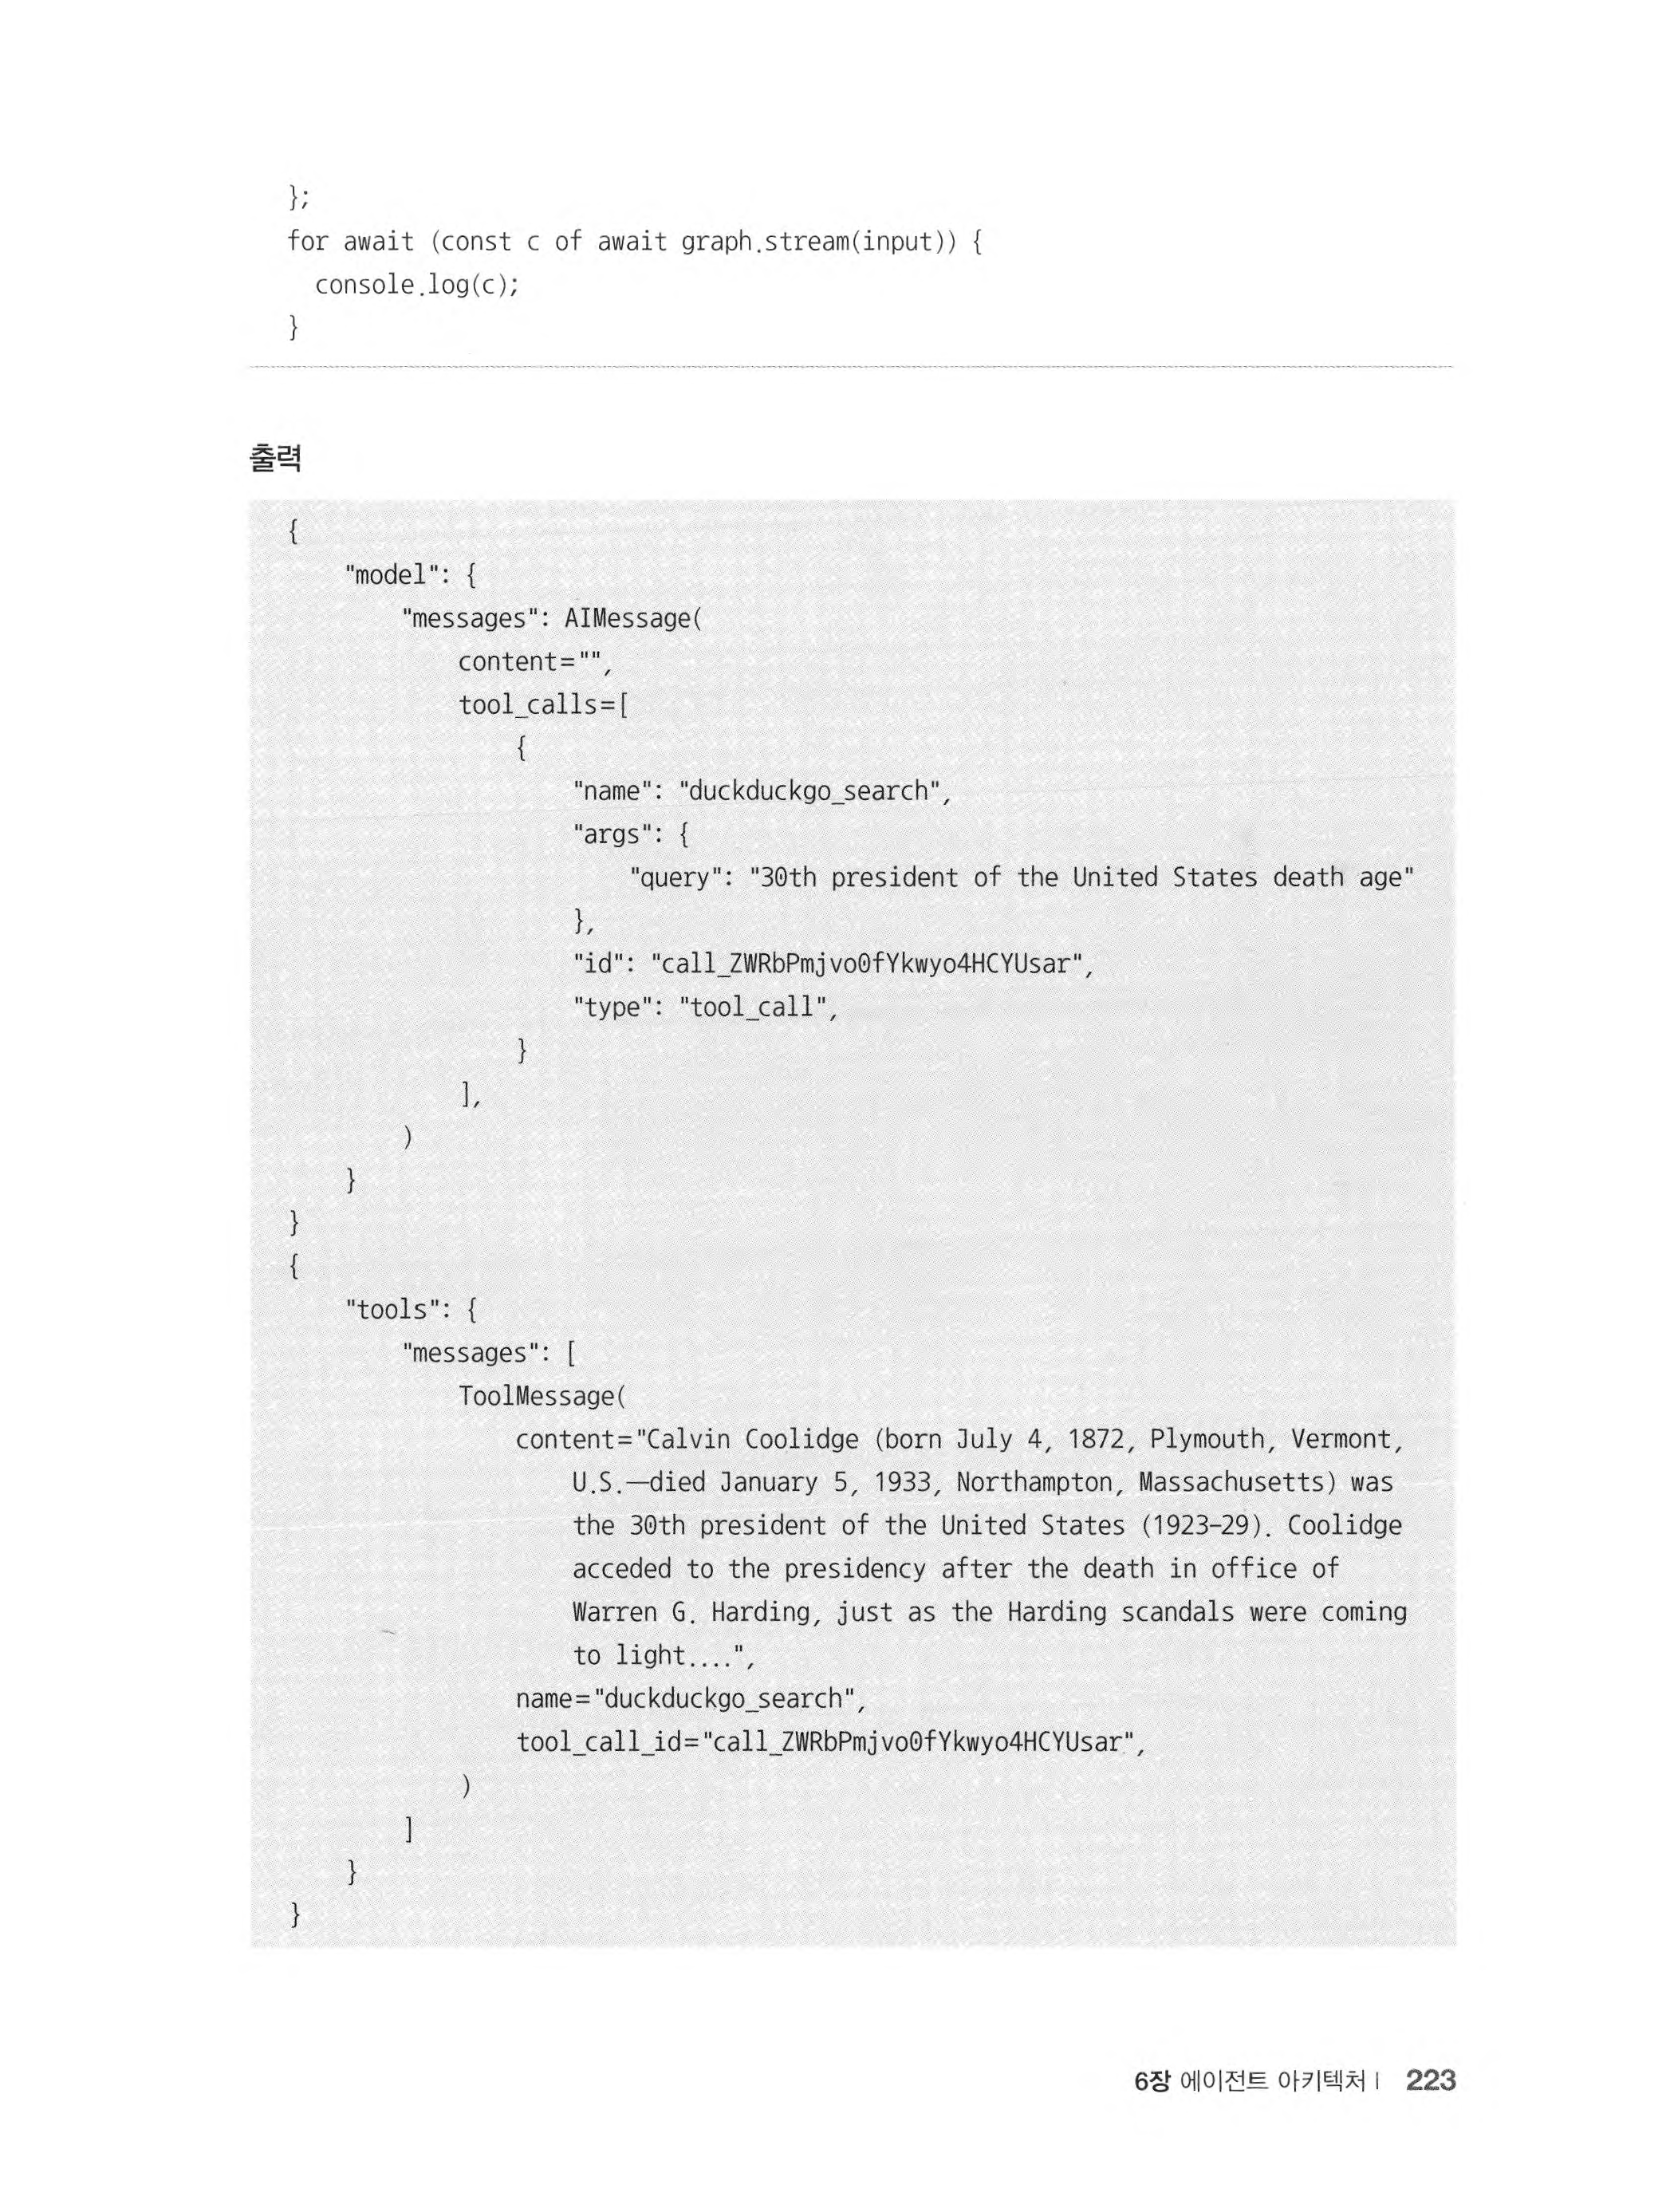 };
for await (const c of await graph.stream(input)) {
  console.log(c);
}
출력
{
    "model": {
        "messages": AIMessage(
            content="",
            tool_calls=[
                {
                    "name": "duckduckgo_search",
                    "args": {
                        "query": "30th president of the United States death age"
                    },
                    "id": "call_ZWRbPmjvo0fYkwyo4HCYUsar",
                    "type": "tool_call",
                }
            ],
        )
    }
}
{
    "tools": {
        "messages": [
            ToolMessage(
                content="Calvin Coolidge (born July 4, 1872, Plymouth, Vermont,
                    U.S.—died January 5, 1933, Northampton, Massachusetts) was
                    the 30th president of the United States (1923–29). Coolidge
                    acceded to the presidency after the death in office of
                    Warren G. Harding, just as the Harding scandals were coming
                    to light....",
                name="duckduckgo_search",
                tool_call_id="call_ZWRbPmjvo0fYkwyo4HCYUsar",
            )
        ]
    }
}
6장 에이전트 아키텍처 I 223